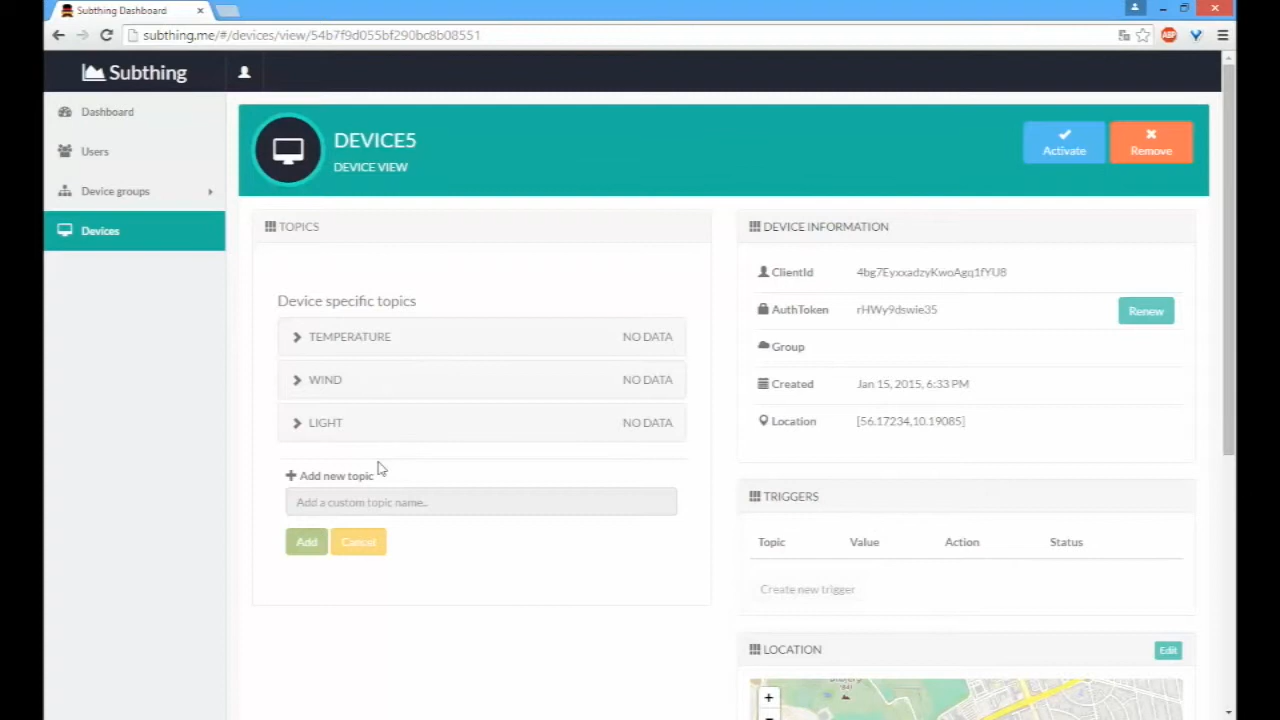 Subthing Dashboard
subthing.me/#/devices/view/54b7f9d055bf290bc8b08551
ABP
Subthing
Dashboard
Users
Device groups
Devices
DEVICE5
DEVICE VIEW
Activate
Remove
TOPICS
Device specific topics
TEMPERATURE NO DATA
WIND NO DATA
LIGHT NO DATA
Add new topic
Add a custom topic name..
Add Cancel
DEVICE INFORMATION
ClientId 4bg7EyxxadzyKwoAgq1fYU8
AuthToken rHWy9dswie35 Renew
Group
Created Jan 15, 2015, 6:33 PM
Location [56.17234,10.19085]
TRIGGERS
Topic Value Action Status
Create new trigger
LOCATION Edit
+